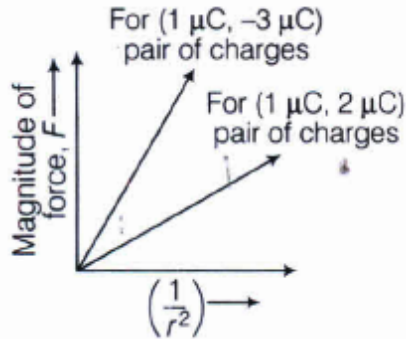 For (1 μC, –3 μC)
pair of charges
For (1 μC, 2 μC)
pair of charges
Magnitude of
force, F
(1/r²)